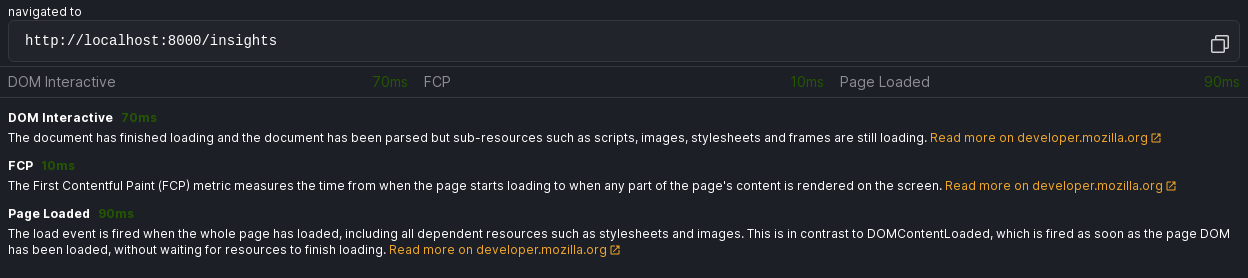 navigated to
http://localhost:8000/insights
DOM Interactive 70ms FCP 10ms Page Loaded 90ms
DOM Interactive 70ms
The document has finished loading and the document has been parsed but sub-resources such as scripts, images, stylesheets and frames are still loading. Read more on developer.mozilla.org
FCP 10ms
The First Contentful Paint (FCP) metric measures the time from when the page starts loading to when any part of the page's content is rendered on the screen. Read more on developer.mozilla.org
Page Loaded 90ms
The load event is fired when the whole page has loaded, including all dependent resources such as stylesheets and images. This is in contrast to DOMContentLoaded, which is fired as soon as the page DOM
has been loaded, without waiting for resources to finish loading. Read more on developer.mozilla.org